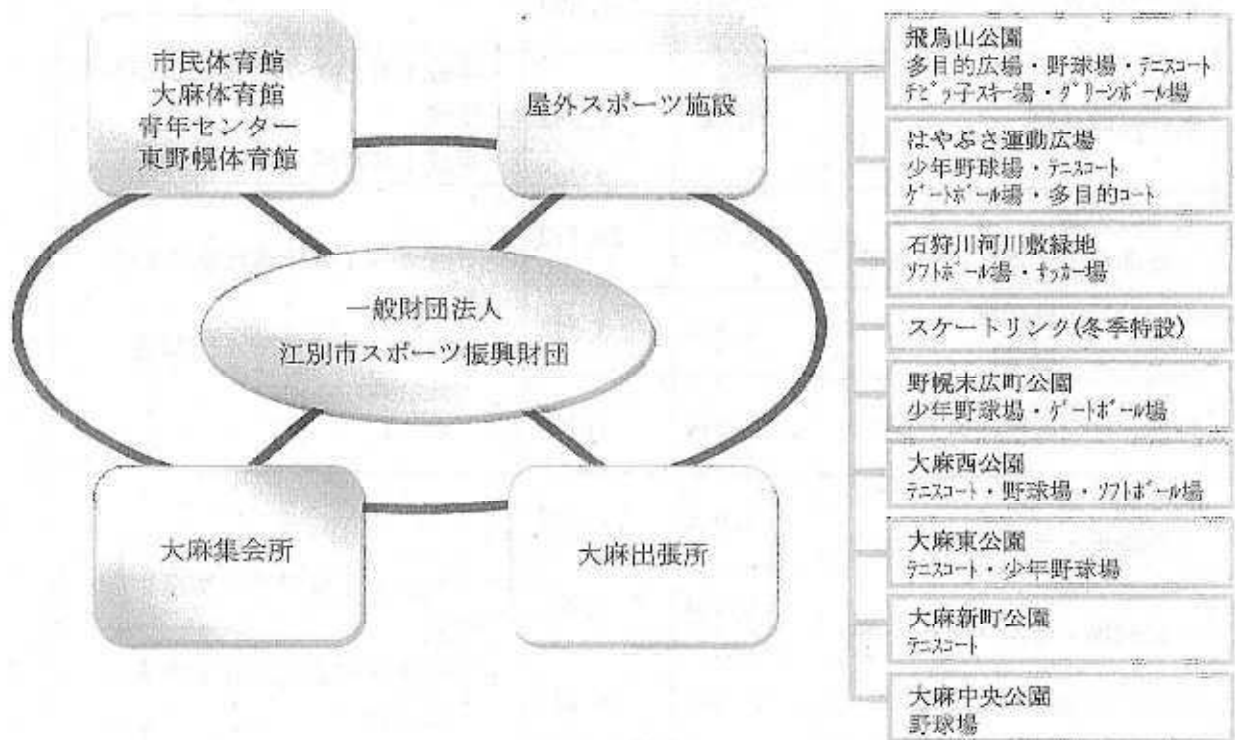 市民体育館
大麻体育館
青年センター
東野幌体育館
屋外スポーツ施設
一般財団法人
江別市スポーツ振興財団
大麻集会所
大麻出張所
飛鳥山公園
多目的広場・野球場・ﾃﾆｽｺｰﾄ
ﾁﾋﾞｯ子ｽｷｰ場・ｸﾞﾘｰﾝﾎﾞｰﾙ場
はやぶさ運動広場
少年野球場・ﾃﾆｽｺｰﾄ
ｹﾞｰﾄﾎﾞｰﾙ場・多目的ｺｰﾄ
石狩川河川敷緑地
ｿﾌﾄﾎﾞｰﾙ場・ｻｯｶｰ場
スケートリンク(冬季特設)
野幌末広町公園
少年野球場・ｹﾞｰﾄﾎﾞｰﾙ場
大麻西公園
ﾃﾆｽｺｰﾄ・野球場・ｿﾌﾄﾎﾞｰﾙ場
大麻東公園
ﾃﾆｽｺｰﾄ・少年野球場
大麻新町公園
ﾃﾆｽｺｰﾄ
大麻中央公園
野球場